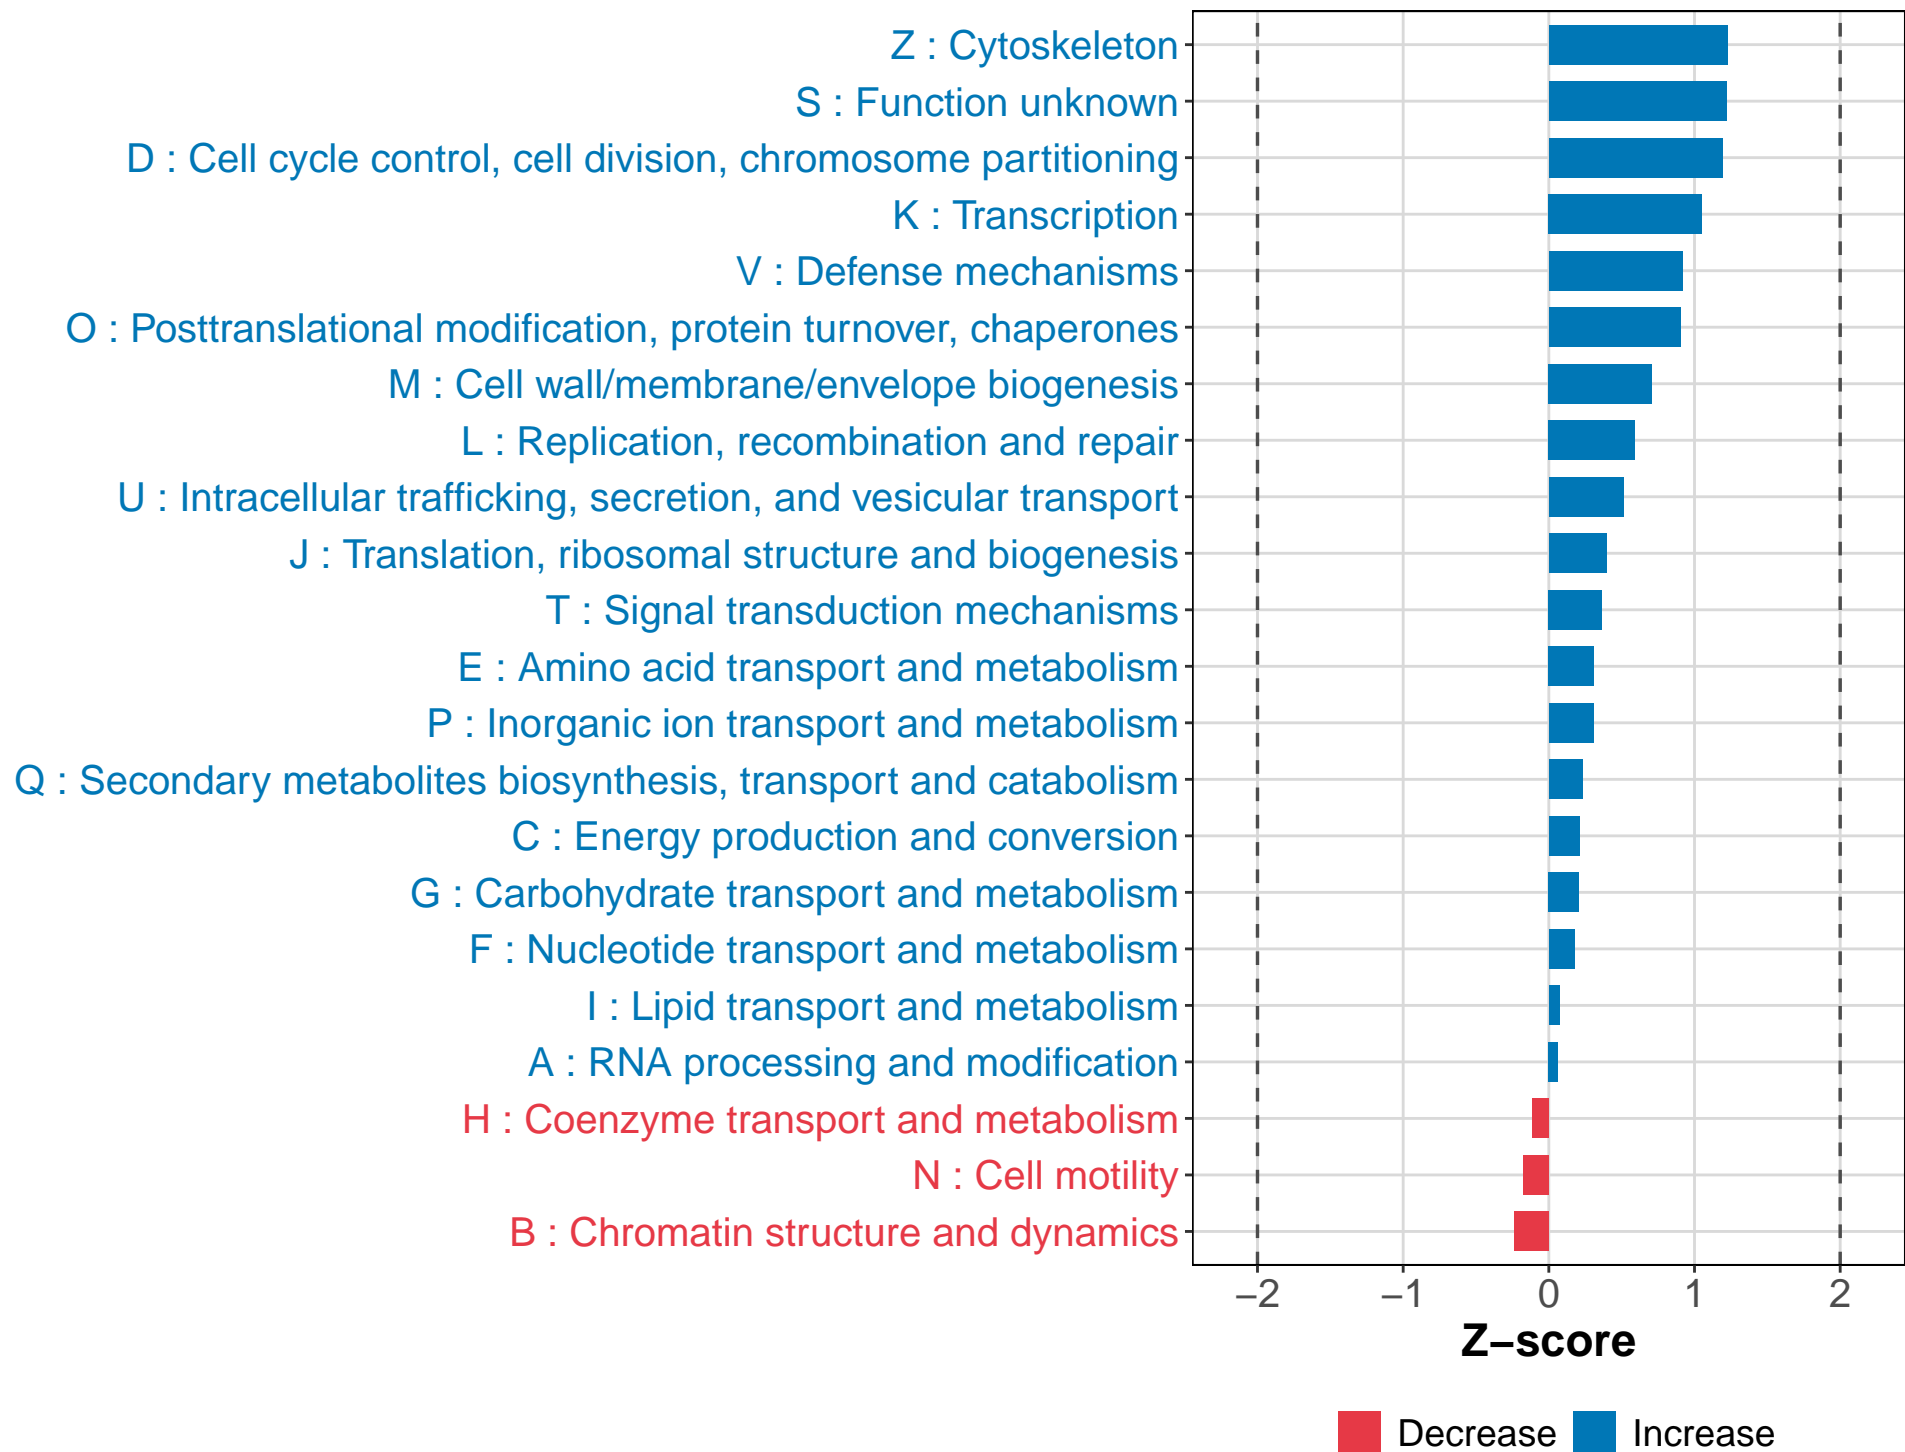 Z : Cytoskeleton
S : Function unknown
D : Cell cycle control, cell division, chromosome partitioning
K : Transcription
V : Defense mechanisms
O : Posttranslational modification, protein turnover, chaperones
M : Cell wall/membrane/envelope biogenesis
L : Replication, recombination and repair
U : Intracellular trafficking, secretion, and vesicular transport
J : Translation, ribosomal structure and biogenesis
T : Signal transduction mechanisms
E : Amino acid transport and metabolism
P : Inorganic ion transport and metabolism
Q : Secondary metabolites biosynthesis, transport and catabolism
C : Energy production and conversion
G : Carbohydrate transport and metabolism
F : Nucleotide transport and metabolism
I : Lipid transport and metabolism
A : RNA processing and modification
H : Coenzyme transport and metabolism
N : Cell motility
B : Chromatin structure and dynamics
−2 −1 0 1 2
Z−score
Decrease Increase